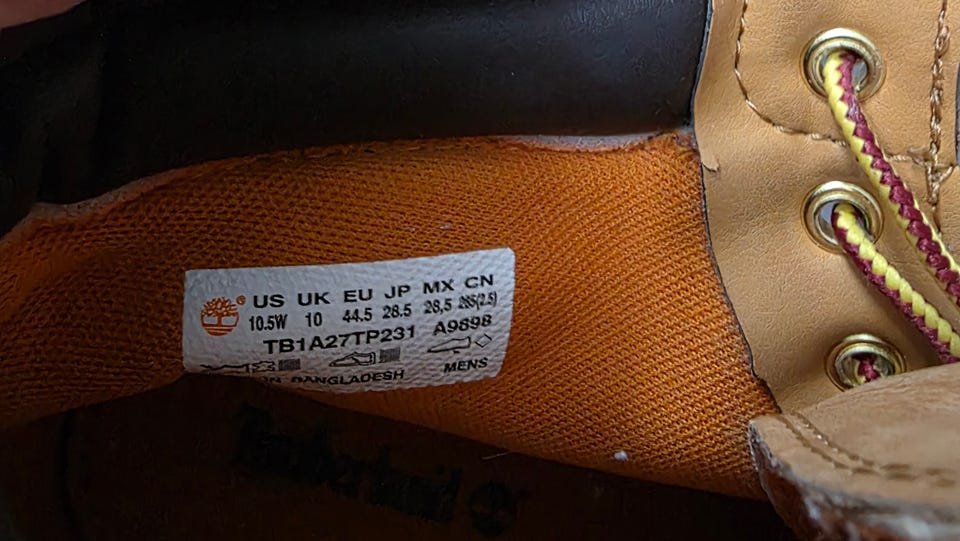 ® US UK EU JP MX CN
10.5W 10 44.5 28.5 28,5 285(2.5)
TB1A27TP231 A9898
BANGLADESH MENS
Timberland